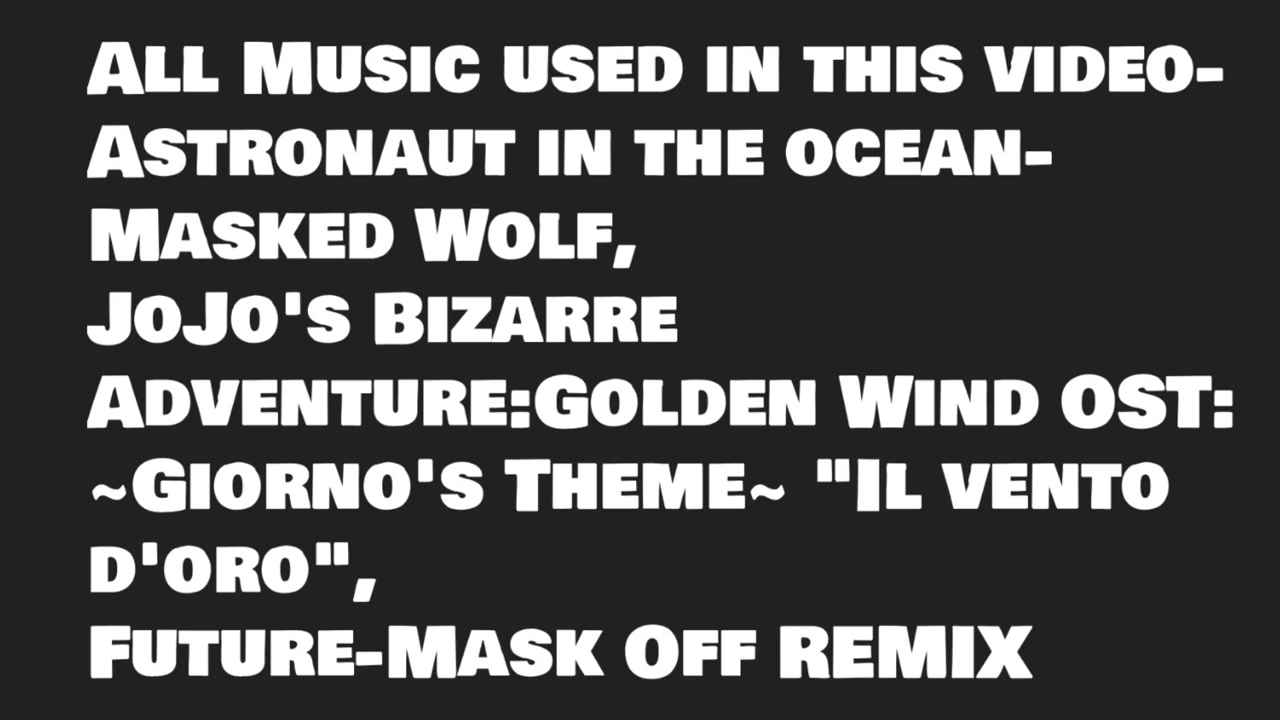 All Music used in this video-
Astronaut in the ocean-
Masked Wolf,
JoJo's Bizarre
Adventure:Golden Wind OST:
~Giorno's Theme~ "Il vento
d'oro",
Future-Mask Off REMIX